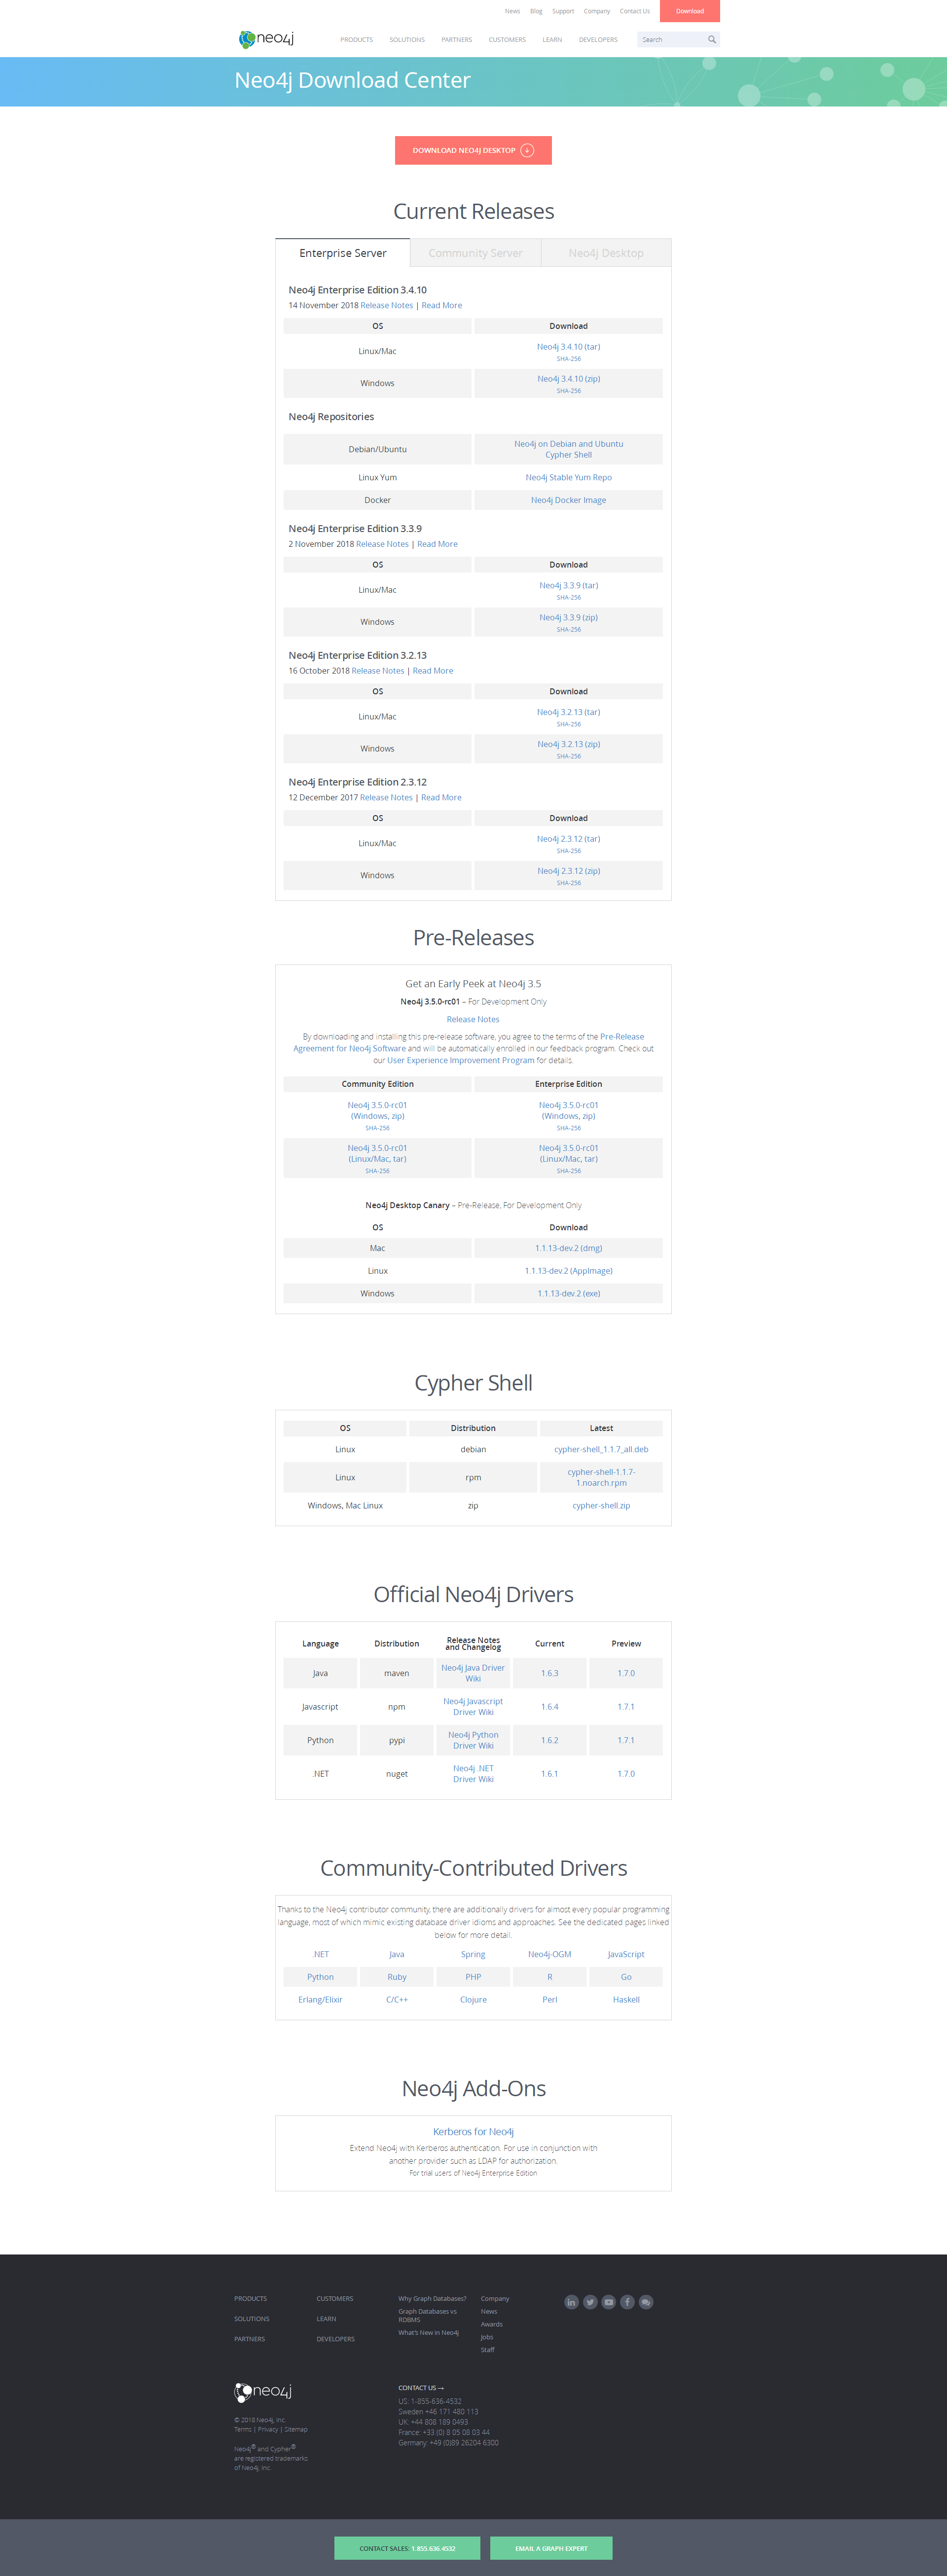 News Blog Support Company Contact Us Download
neo4j
PRODUCTS SOLUTIONS PARTNERS CUSTOMERS LEARN DEVELOPERS Search
Neo4j Download Center
DOWNLOAD NEO4J DESKTOP
Current Releases
Enterprise Server Community Server Neo4j Desktop
Neo4j Enterprise Edition 3.4.10
14 November 2018 Release Notes | Read More
OS Download
Linux/Mac Neo4j 3.4.10 (tar)
SHA-256
Windows Neo4j 3.4.10 (zip)
SHA-256
Neo4j Repositories
Debian/Ubuntu Neo4j on Debian and Ubuntu
Cypher Shell
Linux Yum Neo4j Stable Yum Repo
Docker Neo4j Docker Image
Neo4j Enterprise Edition 3.3.9
2 November 2018 Release Notes | Read More
OS Download
Linux/Mac Neo4j 3.3.9 (tar)
SHA-256
Windows Neo4j 3.3.9 (zip)
SHA-256
Neo4j Enterprise Edition 3.2.13
16 October 2018 Release Notes | Read More
OS Download
Linux/Mac Neo4j 3.2.13 (tar)
SHA-256
Windows Neo4j 3.2.13 (zip)
SHA-256
Neo4j Enterprise Edition 2.3.12
12 December 2017 Release Notes | Read More
OS Download
Linux/Mac Neo4j 2.3.12 (tar)
SHA-256
Windows Neo4j 2.3.12 (zip)
SHA-256
Pre-Releases
Get an Early Peek at Neo4j 3.5
Neo4j 3.5.0-rc01 – For Development Only
Release Notes
By downloading and installing this pre-release software, you agree to the terms of the Pre-Release
Agreement for Neo4j Software and will be automatically enrolled in our feedback program. Check out
our User Experience Improvement Program for details.
Community Edition Enterprise Edition
Neo4j 3.5.0-rc01 Neo4j 3.5.0-rc01
(Windows, zip) (Windows, zip)
SHA-256 SHA-256
Neo4j 3.5.0-rc01 Neo4j 3.5.0-rc01
(Linux/Mac, tar) (Linux/Mac, tar)
SHA-256 SHA-256
Neo4j Desktop Canary – Pre-Release, For Development Only
OS Download
Mac 1.1.13-dev.2 (dmg)
Linux 1.1.13-dev.2 (AppImage)
Windows 1.1.13-dev.2 (exe)
Cypher Shell
OS Distribution Latest
Linux debian cypher-shell_1.1.7_all.deb
Linux rpm cypher-shell-1.1.7-
1.noarch.rpm
Windows, Mac Linux zip cypher-shell.zip
Official Neo4j Drivers
Language Distribution Release Notes and Changelog Current Preview
Java maven Neo4j Java Driver Wiki 1.6.3 1.7.0
Javascript npm Neo4j Javascript Driver Wiki 1.6.4 1.7.1
Python pypi Neo4j Python Driver Wiki 1.6.2 1.7.1
.NET nuget Neo4j .NET Driver Wiki 1.6.1 1.7.0
Community-Contributed Drivers
Thanks to the Neo4j contributor community, there are additionally drivers for almost every popular programming
language, most of which mimic existing database driver idioms and approaches. See the dedicated pages linked
below for more detail.
.NET Java Spring Neo4j-OGM JavaScript
Python Ruby PHP R Go
Erlang/Elixir C/C++ Clojure Perl Haskell
Neo4j Add-Ons
Kerberos for Neo4j
Extend Neo4j with Kerberos authentication. For use in conjunction with
another provider such as LDAP for authorization.
For trial users of Neo4j Enterprise Edition
PRODUCTS CUSTOMERS Why Graph Databases? Company
Graph Databases vs RDBMS News
SOLUTIONS LEARN Awards
What's New in Neo4j Jobs
PARTNERS DEVELOPERS Staff
neo4j
CONTACT US →
US: 1-855-636-4532
Sweden +46 171 480 113
UK: +44 808 189 0493
France: +33 (0) 8 05 08 03 44
Germany: +49 (0)89 26204 6300
© 2018 Neo4j, Inc.
Terms | Privacy | Sitemap
Neo4j® and Cypher®
are registered trademarks
of Neo4j, Inc.
CONTACT SALES: 1.855.636.4532 EMAIL A GRAPH EXPERT